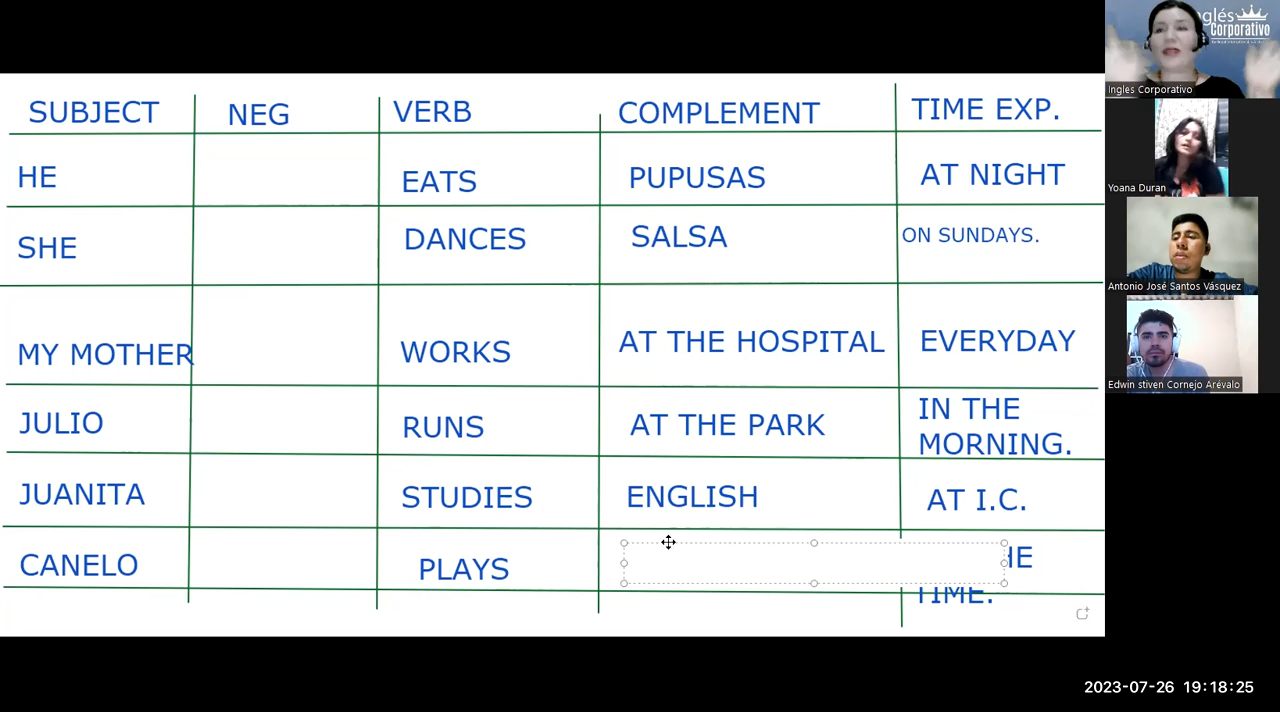 SUBJECT NEG VERB COMPLEMENT TIME EXP.
HE EATS PUPUSAS AT NIGHT
SHE DANCES SALSA ON SUNDAYS.
MY MOTHER WORKS AT THE HOSPITAL EVERYDAY
JULIO RUNS AT THE PARK IN THE
MORNING.
JUANITA STUDIES ENGLISH AT I.C.
CANELO PLAYS HE
TIME.
Inglés
Corporativo
Ingles Corporativo
Yoana Duran
Antonio José Santos Vásquez
Edwin stiven Cornejo Arévalo
2023-07-26 19:18:25